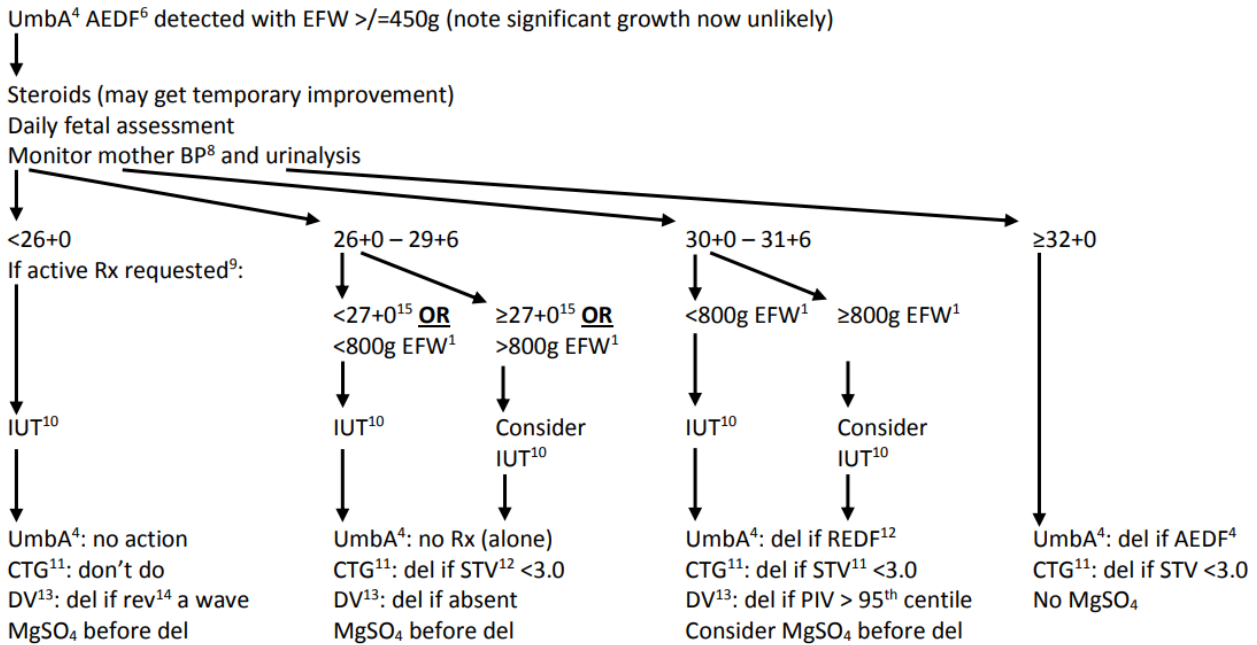 UmbA⁴ AEDF⁶ detected with EFW >/=450g (note significant growth now unlikely)
Steroids (may get temporary improvement)
Daily fetal assessment
Monitor mother BP⁸ and urinalysis
<26+0
If active Rx requested⁹:
IUT¹⁰
UmbA⁴: no action
CTG¹¹: don't do
DV¹³: del if rev¹⁴ a wave
MgSO₄ before del
26+0 – 29+6
<27+0¹⁵ OR
<800g EFW¹
IUT¹⁰
≥27+0¹⁵ OR
>800g EFW¹
Consider
IUT¹⁰
UmbA⁴: no Rx (alone)
CTG¹¹: del if STV¹² <3.0
DV¹³: del if absent
MgSO₄ before del
30+0 – 31+6
<800g EFW¹
IUT¹⁰
≥800g EFW¹
Consider
IUT¹⁰
UmbA⁴: del if REDF¹²
CTG¹¹: del if STV¹¹ <3.0
DV¹³: del if PIV > 95ᵗʰ centile
Consider MgSO₄ before del
≥32+0
UmbA⁴: del if AEDF⁴
CTG¹¹: del if STV <3.0
No MgSO₄